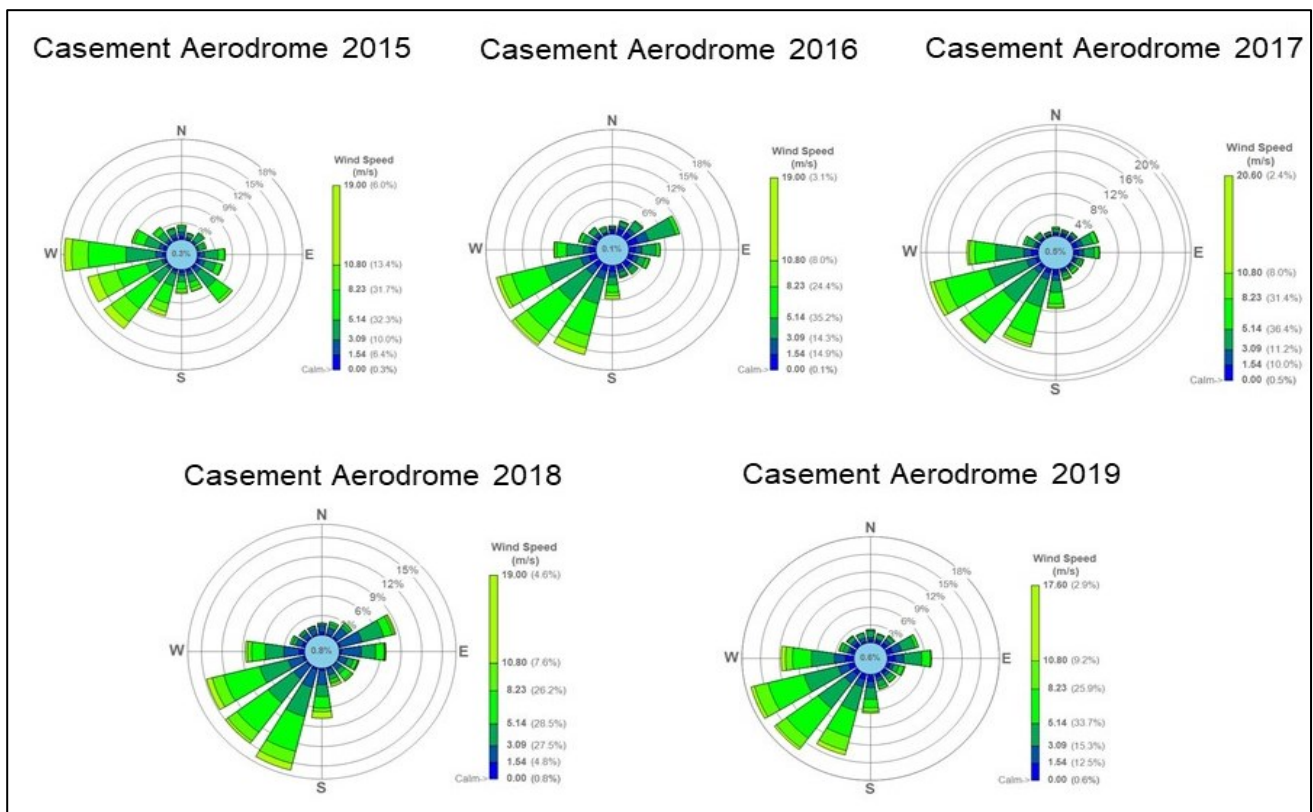 Casement Aerodrome 2015
N
W
E
S
18%
15%
12%
9%
6%
3%
0.3%
Wind Speed
(m/s)
19.00 (6.0%)
10.80 (13.4%)
8.23 (31.7%)
5.14 (32.3%)
3.09 (10.0%)
1.54 (6.4%)
Calm-> 0.00 (0.3%)
Casement Aerodrome 2016
N
W
E
S
18%
15%
12%
9%
6%
0.1%
Wind Speed
(m/s)
19.00 (3.1%)
10.80 (8.0%)
8.23 (24.4%)
5.14 (35.2%)
3.09 (14.3%)
1.54 (14.9%)
Calm-> 0.00 (0.1%)
Casement Aerodrome 2017
N
W
E
S
20%
16%
12%
8%
4%
0.5%
Wind Speed
(m/s)
20.60 (2.4%)
10.80 (8.0%)
8.23 (31.4%)
5.14 (36.4%)
3.09 (11.2%)
1.54 (10.0%)
Calm-> 0.00 (0.5%)
Casement Aerodrome 2018
N
W
E
S
15%
12%
9%
6%
0.8%
Wind Speed
(m/s)
19.00 (4.6%)
10.80 (7.6%)
8.23 (26.2%)
5.14 (28.5%)
3.09 (27.5%)
1.54 (4.8%)
Calm-> 0.00 (0.8%)
Casement Aerodrome 2019
N
W
E
S
18%
15%
12%
9%
6%
3%
0.6%
Wind Speed
(m/s)
17.60 (2.9%)
10.80 (9.2%)
8.23 (25.9%)
5.14 (33.7%)
3.09 (15.3%)
1.54 (12.5%)
Calm-> 0.00 (0.6%)